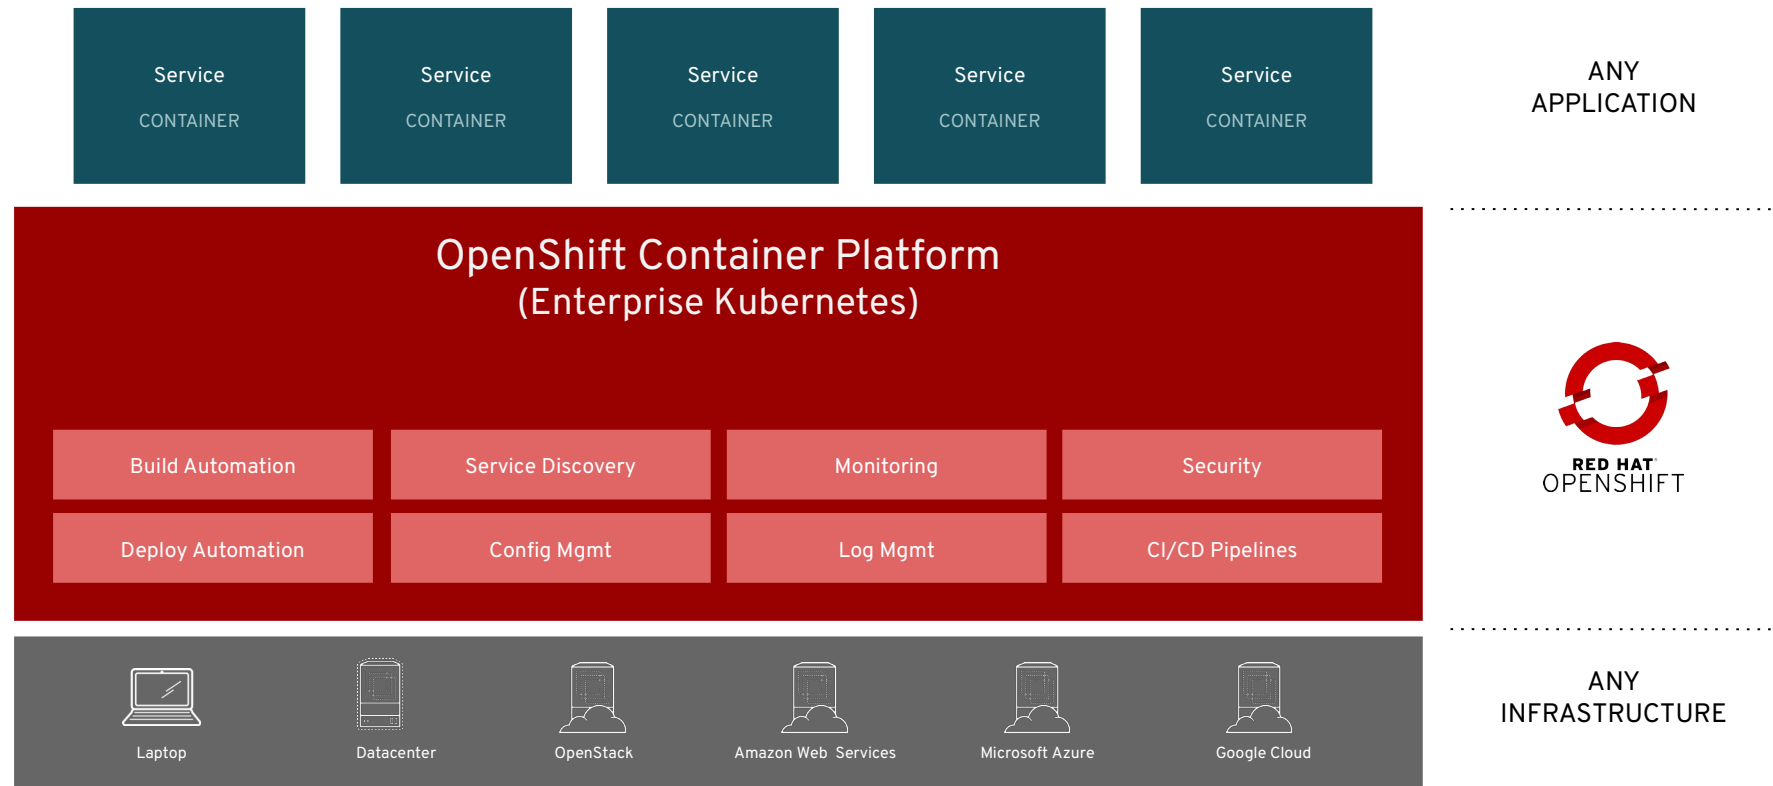 Service
CONTAINER
Service
CONTAINER
Service
CONTAINER
Service
CONTAINER
Service
CONTAINER
ANY
APPLICATION
OpenShift Container Platform
(Enterprise Kubernetes)
Build Automation
Service Discovery
Monitoring
Security
Deploy Automation
Config Mgmt
Log Mgmt
CI/CD Pipelines
RED HAT®
OPENSHIFT
Laptop
Datacenter
OpenStack
Amazon Web Services
Microsoft Azure
Google Cloud
ANY
INFRASTRUCTURE